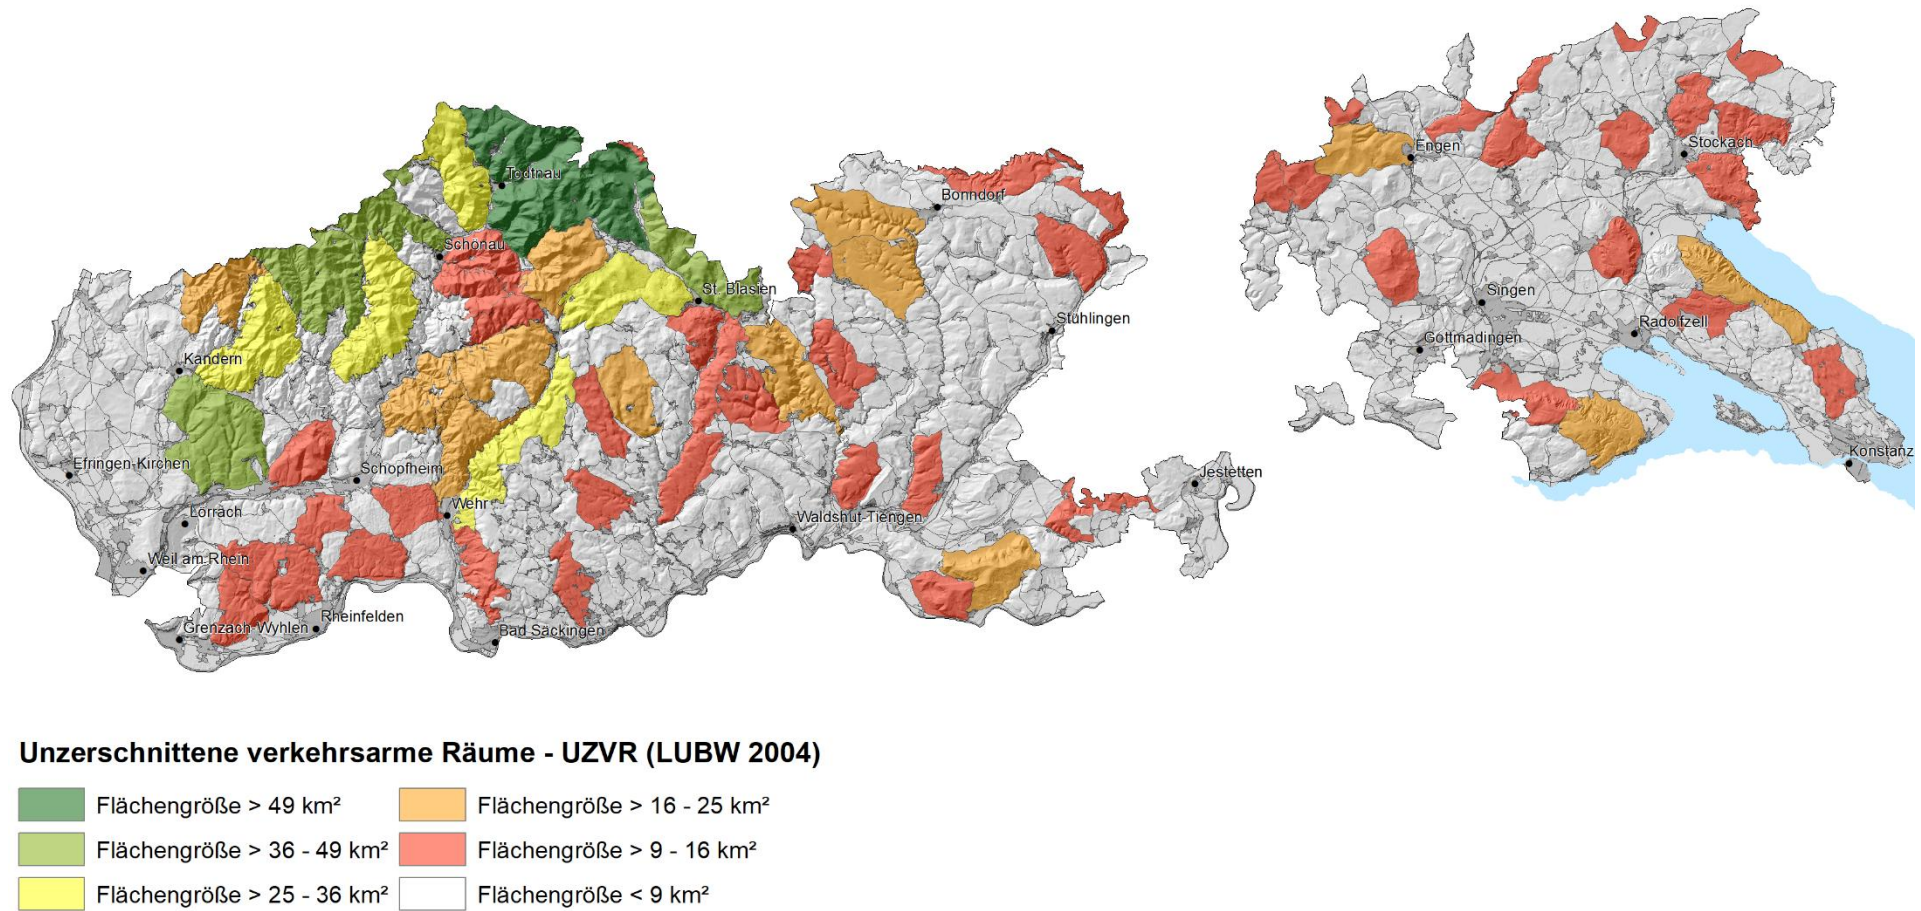 Engen
Stockach
Todtnau
Bonndorf
Schönau
St. Blasien
Singen
Stühlingen
Radolfzell
Gottmadingen
Kandern
Efringen-Kirchen
Schopfheim
Konstanz
Jestetten
Wehr
Lörrach
Waldshut-Tiengen
Weil am Rhein
Rheinfelden
Grenzach-Wyhlen
Bad Säckingen
Unzerschnittene verkehrsarme Räume - UZVR (LUBW 2004)
Flächengröße > 49 km²
Flächengröße > 16 - 25 km²
Flächengröße > 36 - 49 km²
Flächengröße > 9 - 16 km²
Flächengröße > 25 - 36 km²
Flächengröße < 9 km²